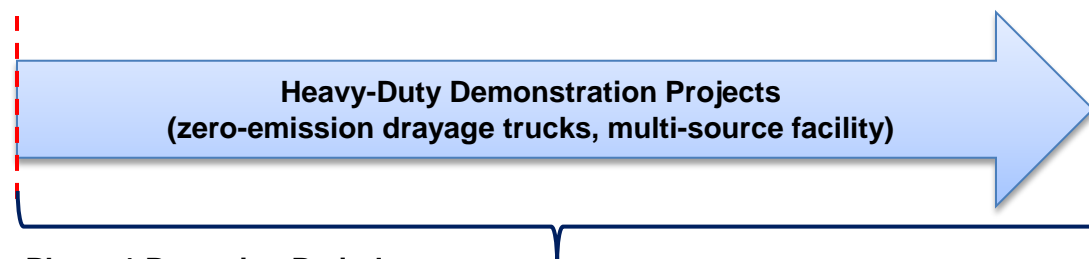 Heavy-Duty Demonstration Projects
(zero-emission drayage trucks, multi-source facility)